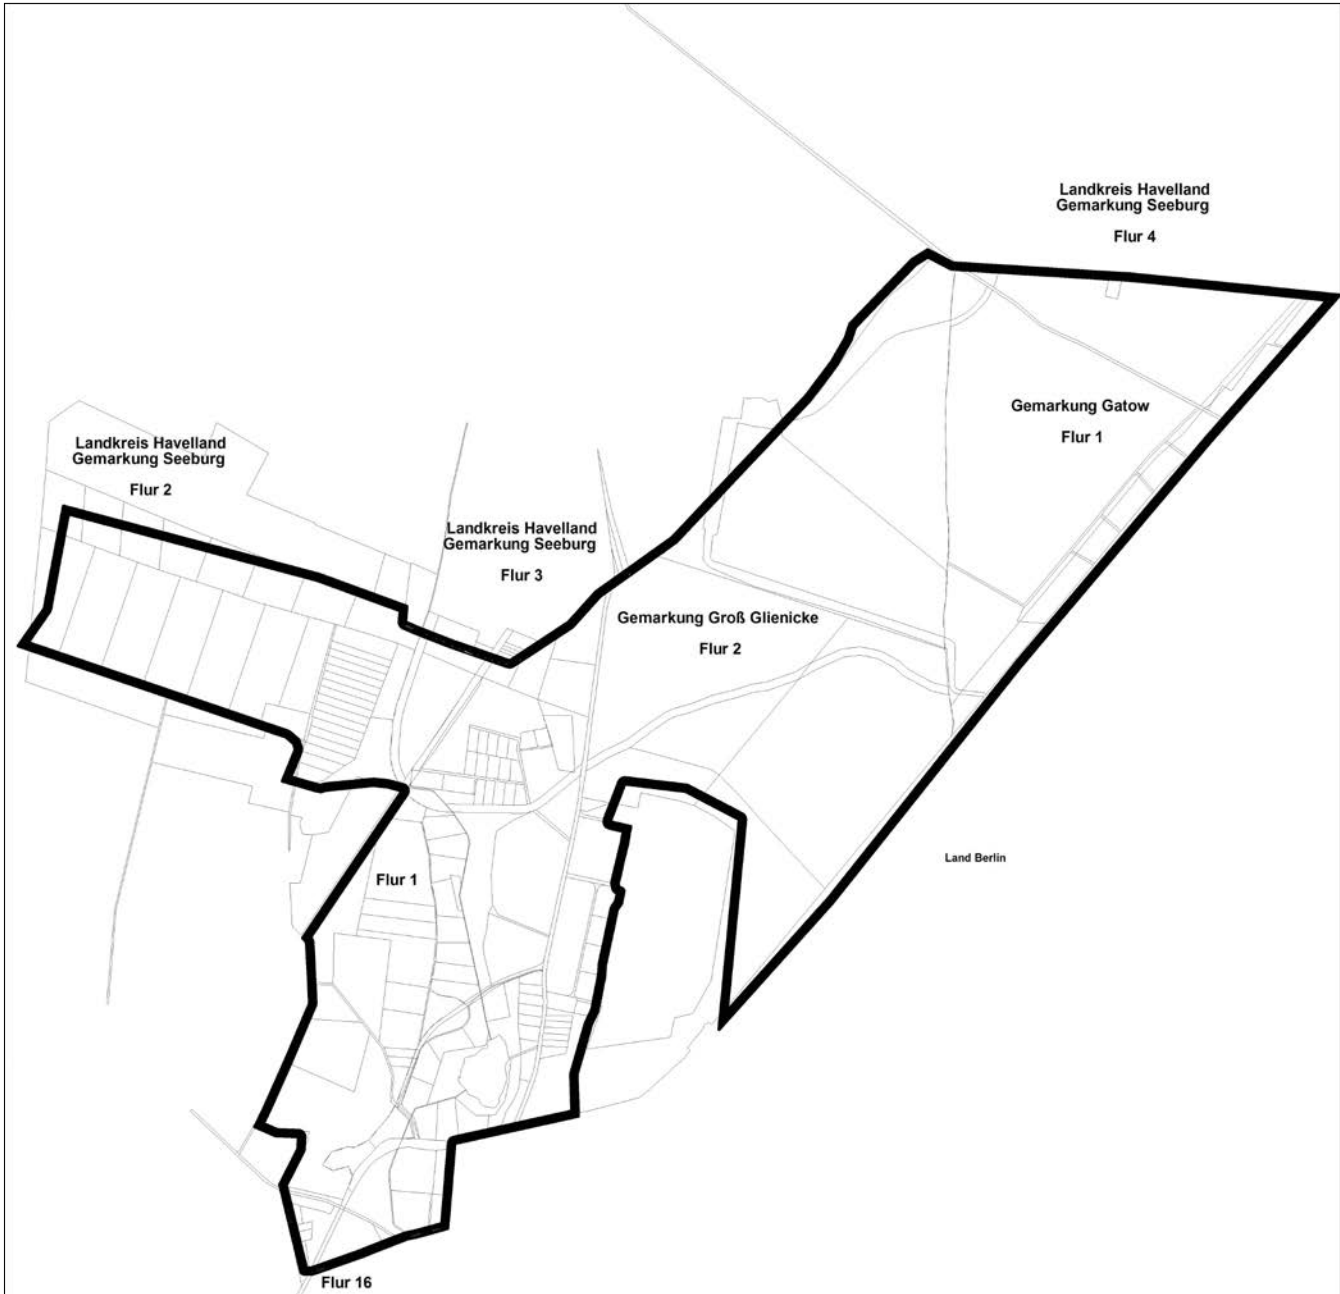 Landkreis Havelland
Gemarkung Seeburg
Flur 4
Gemarkung Gatow
Flur 1
Landkreis Havelland
Gemarkung Seeburg
Flur 2
Landkreis Havelland
Gemarkung Seeburg
Flur 3
Gemarkung Groß Glienicke
Flur 2
Land Berlin
Flur 1
Flur 16